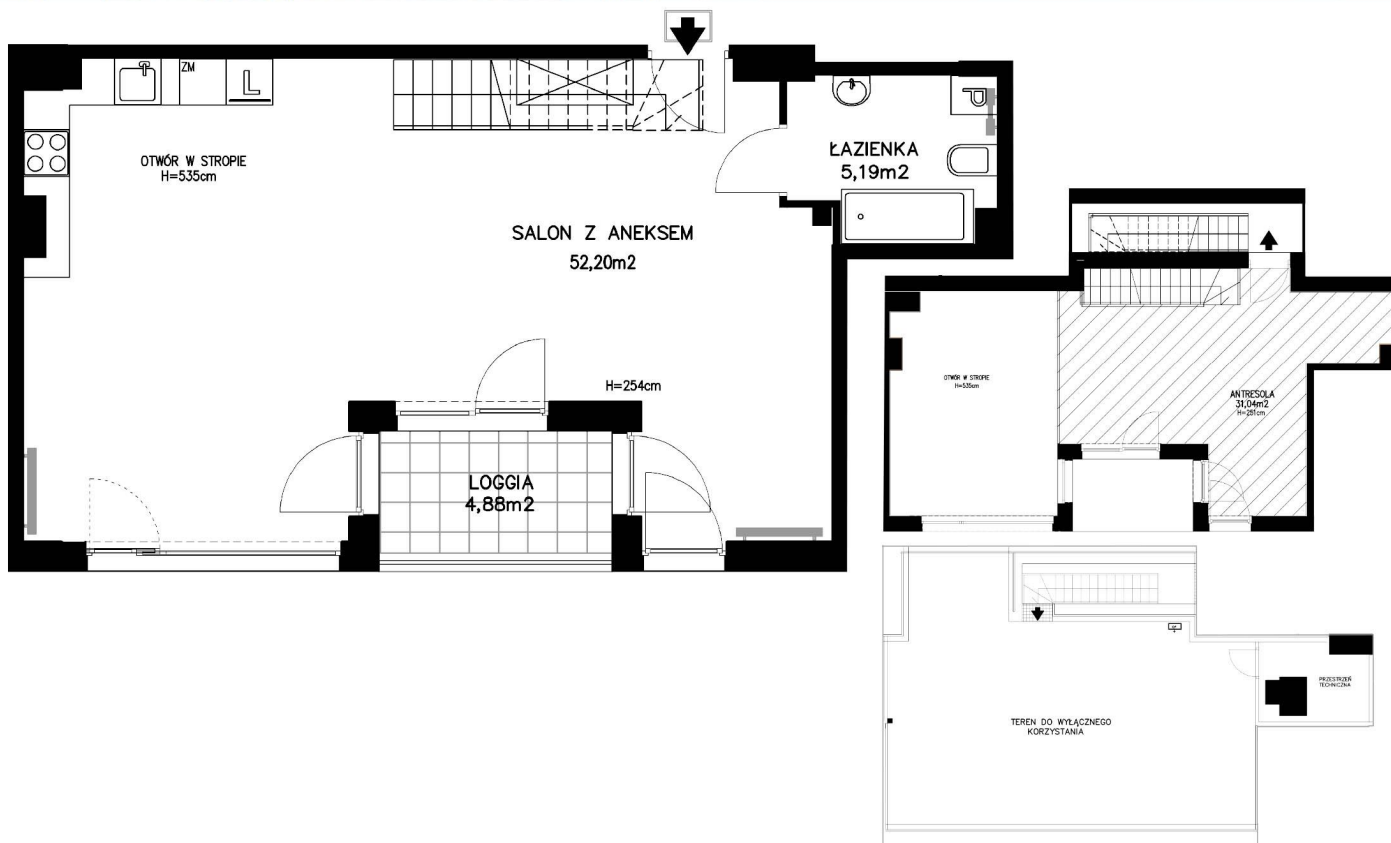 ZM
L
OTWÓR W STROPIE
H=535cm
P
ŁAZIENKA
5,19m2
SALON Z ANEKSEM
52,20m2
H=254cm
LOGGIA
4,88m2
OTWÓR W STROPIE
H=535cm
ANTRESOLA
31,04m2
H=251cm
PRZESTRZEŃ
TECHNICZNA
TEREN DO WYŁĄCZNEGO
KORZYSTANIA